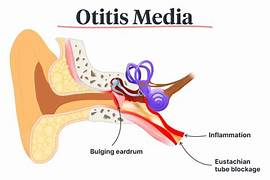 Otitis Media
Inflammation
Bulging eardrum
Eustachian
tube blockage